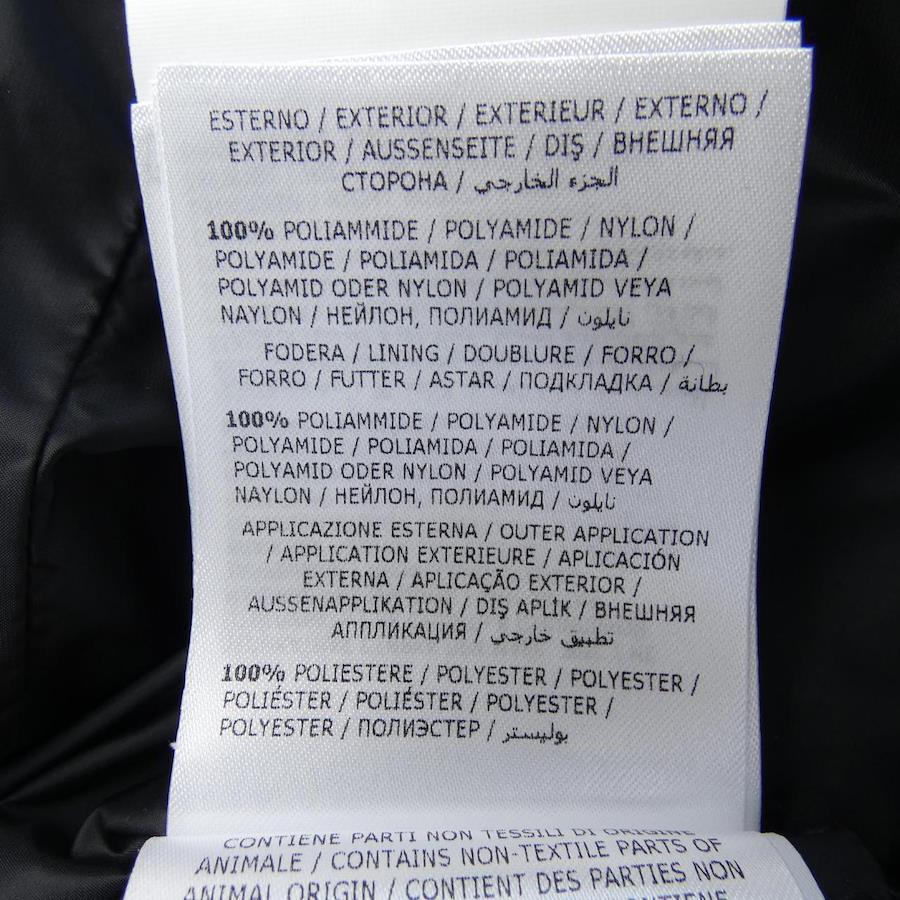 ESTERNO / EXTERIOR / EXTERIEUR / EXTERNO /
EXTERIOR / AUSSENSEITE / DIŞ / ВНЕШНЯЯ
СТОРОНА / الجزء الخارجي
100% POLIAMMIDE / POLYAMIDE / NYLON /
POLYAMIDE / POLIAMIDA / POLIAMIDA /
POLYAMID ODER NYLON / POLYAMID VEYA
NAYLON / НЕЙЛОН, ПОЛИАМИД / نايلون
FODERA / LINING / DOUBLURE / FORRO /
FORRO / FUTTER / ASTAR / ПОДКЛАДКА / بطانة
100% POLIAMMIDE / POLYAMIDE / NYLON /
POLYAMIDE / POLIAMIDA / POLIAMIDA /
POLYAMID ODER NYLON / POLYAMID VEYA
NAYLON / НЕЙЛОН, ПОЛИАМИД / نايلون
APPLICAZIONE ESTERNA / OUTER APPLICATION
/ APPLICATION EXTERIEURE / APLICACIÓN
EXTERNA / APLICAÇÃO EXTERIOR /
AUSSENAPPLIKATION / DIŞ APLİK / ВНЕШНЯЯ
АППЛИКАЦИЯ / تطبيق خارجي
100% POLIESTERE / POLYESTER / POLYESTER /
POLIÉSTER / POLIÉSTER / POLYESTER /
POLYESTER / ПОЛИЭСТЕР / بوليستر
CONTIENE PARTI NON TESSILI DI ORIGINE
ANIMALE / CONTAINS NON-TEXTILE PARTS OF
ANIMAL ORIGIN / CONTIENT DES PARTIES NON